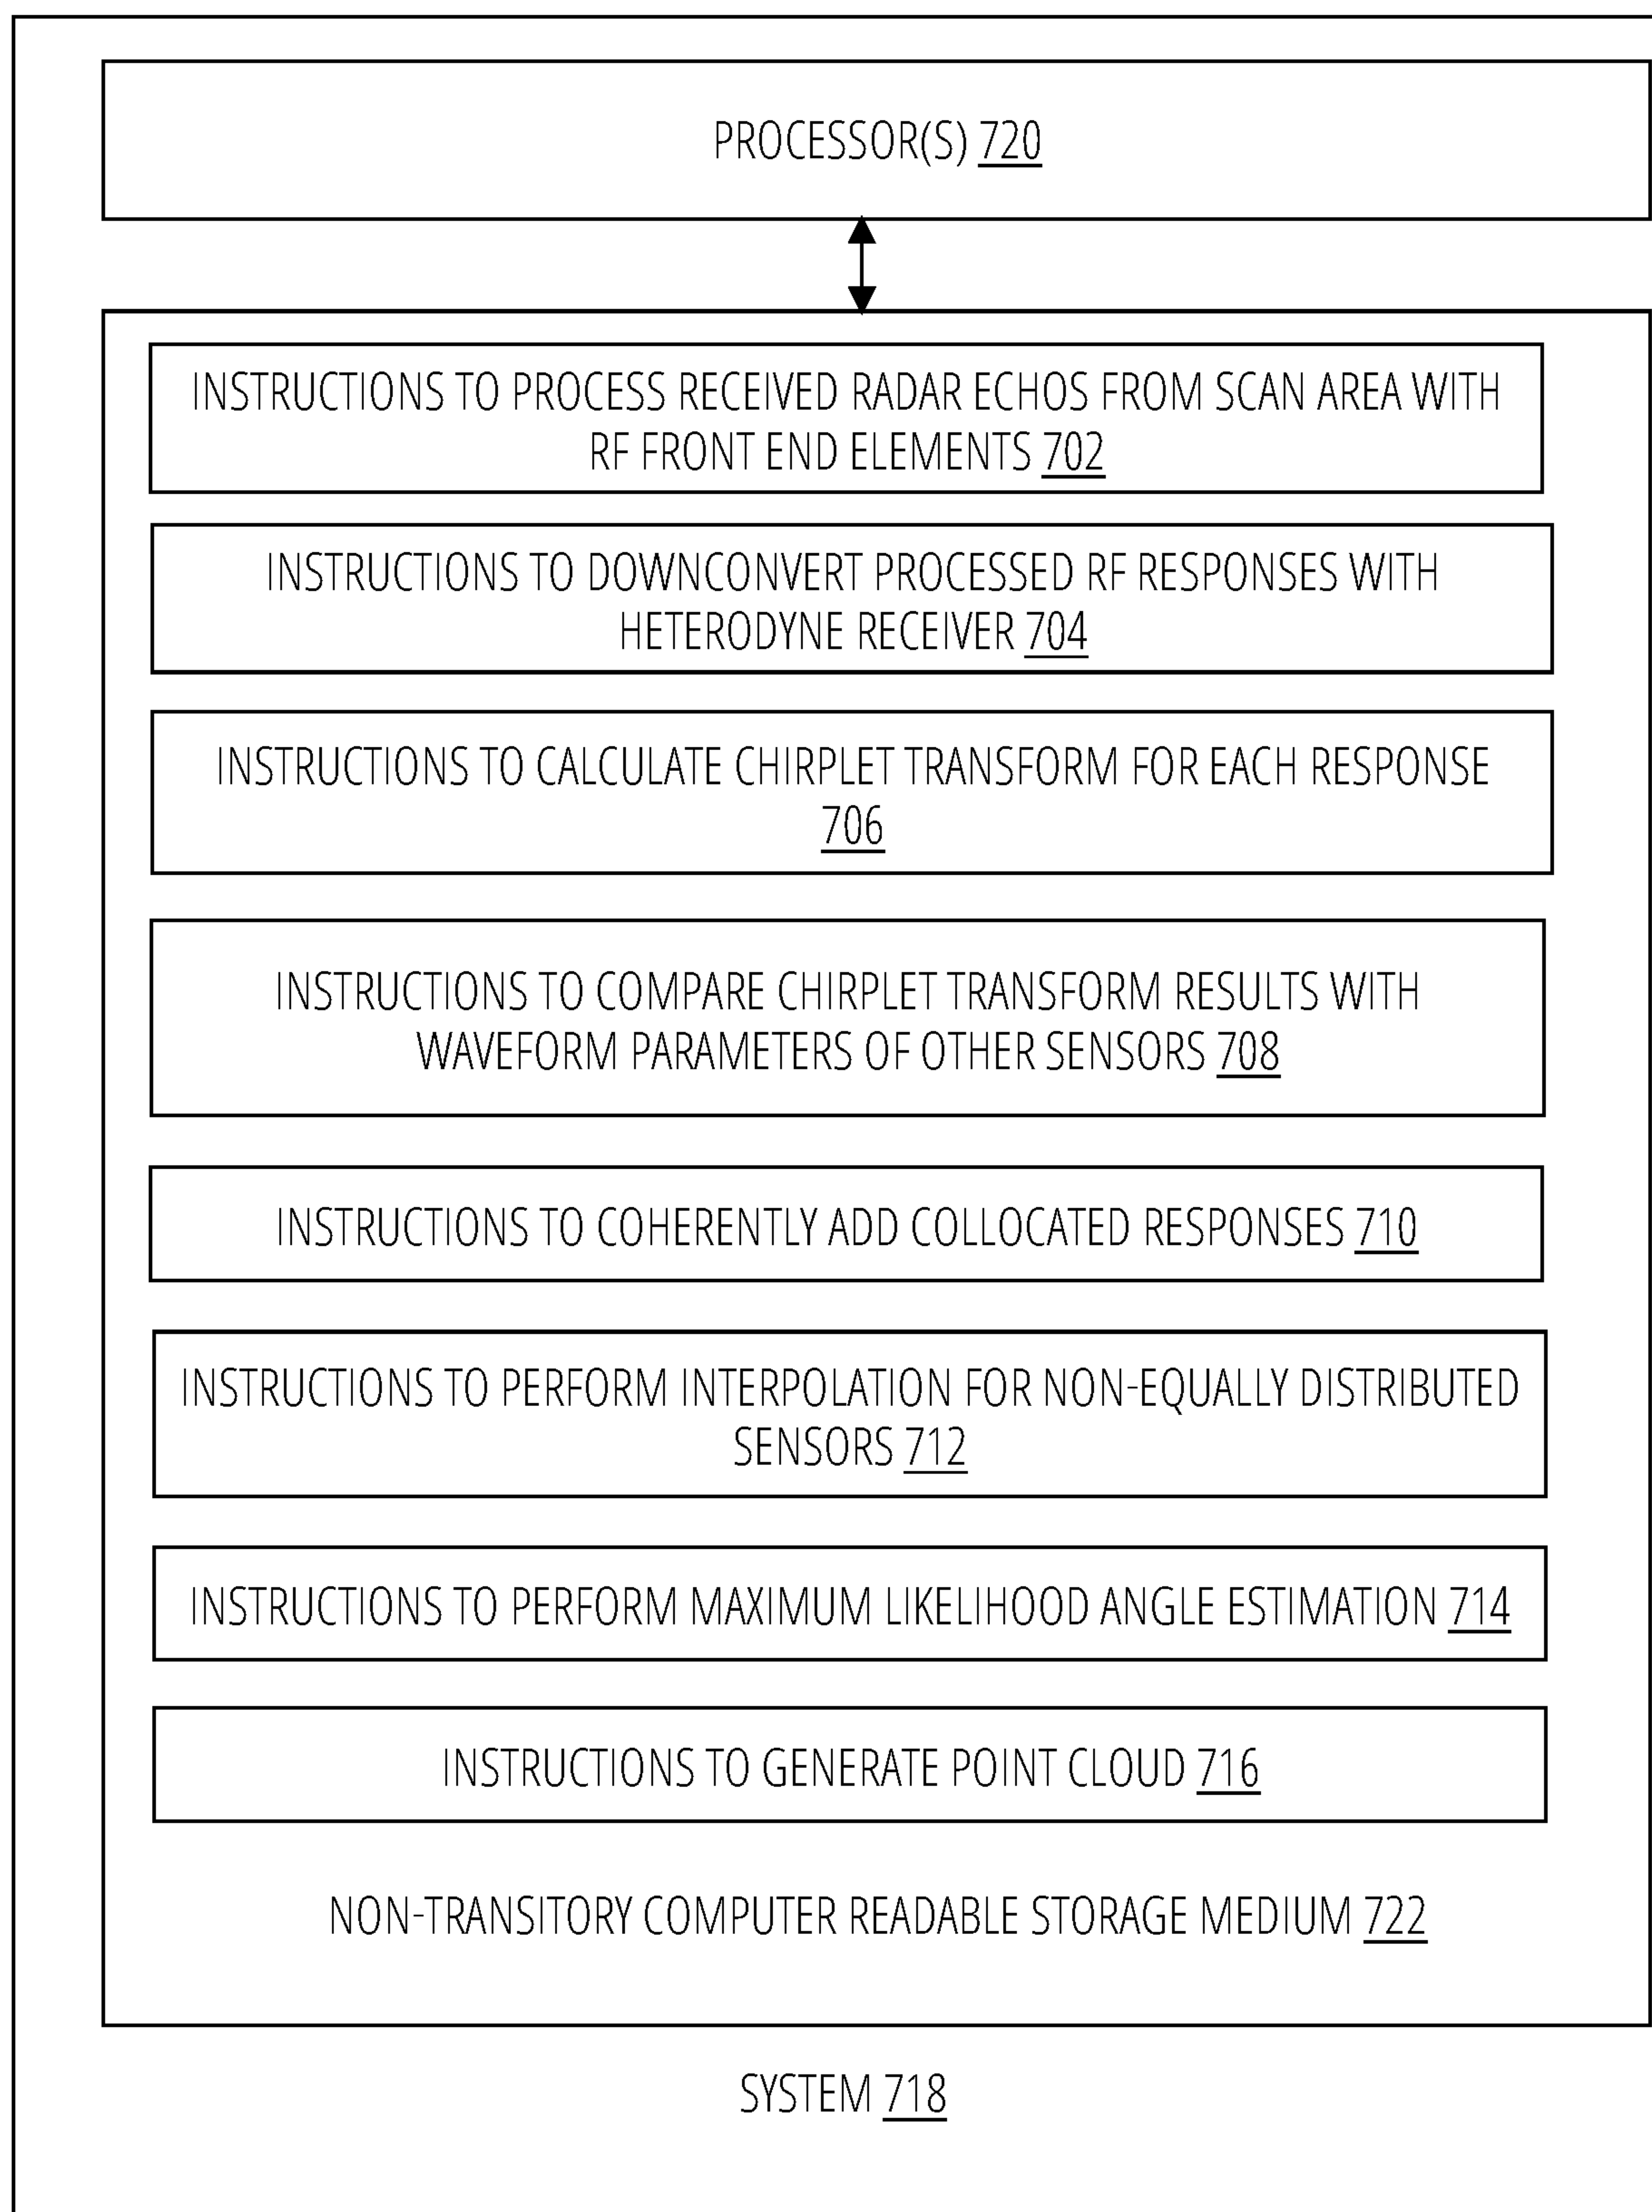 PROCESSOR(S) 720
INSTRUCTIONS TO PROCESS RECEIVED RADAR ECHOS FROM SCAN AREA WITH
RF FRONT END ELEMENTS 702
INSTRUCTIONS TO DOWNCONVERT PROCESSED RF RESPONSES WITH
HETERODYNE RECEIVER 704
INSTRUCTIONS TO CALCULATE CHIRPLET TRANSFORM FOR EACH RESPONSE
706
INSTRUCTIONS TO COMPARE CHIRPLET TRANSFORM RESULTS WITH
WAVEFORM PARAMETERS OF OTHER SENSORS 708
INSTRUCTIONS TO COHERENTLY ADD COLLOCATED RESPONSES 710
INSTRUCTIONS TO PERFORM INTERPOLATION FOR NON-EQUALLY DISTRIBUTED
SENSORS 712
INSTRUCTIONS TO PERFORM MAXIMUM LIKELIHOOD ANGLE ESTIMATION 714
INSTRUCTIONS TO GENERATE POINT CLOUD 716
NON-TRANSITORY COMPUTER READABLE STORAGE MEDIUM 722
SYSTEM 718